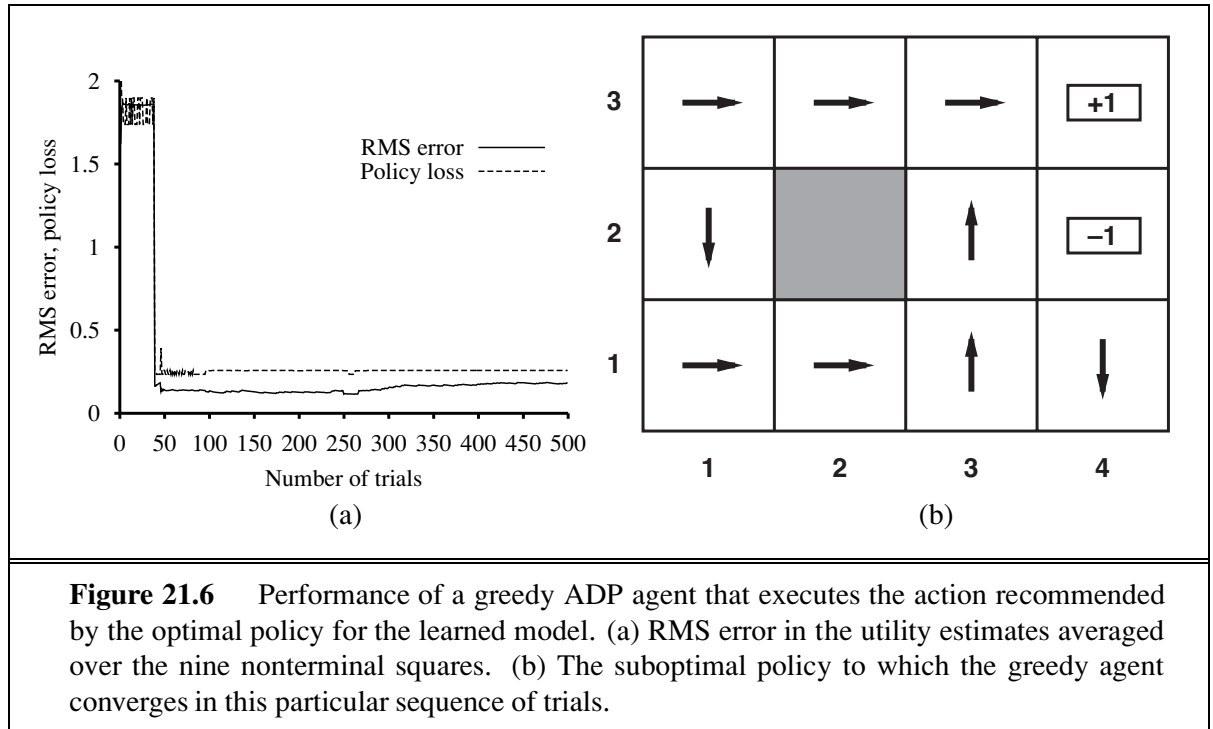 2
1.5
1
0.5
0
RMS error, policy loss
RMS error
Policy loss
0 50 100 150 200 250 300 350 400 450 500
Number of trials
(a)
3
+1
2
–1
1
1 2 3 4
(b)
Figure 21.6 Performance of a greedy ADP agent that executes the action recommended
by the optimal policy for the learned model. (a) RMS error in the utility estimates averaged
over the nine nonterminal squares. (b) The suboptimal policy to which the greedy agent
converges in this particular sequence of trials.